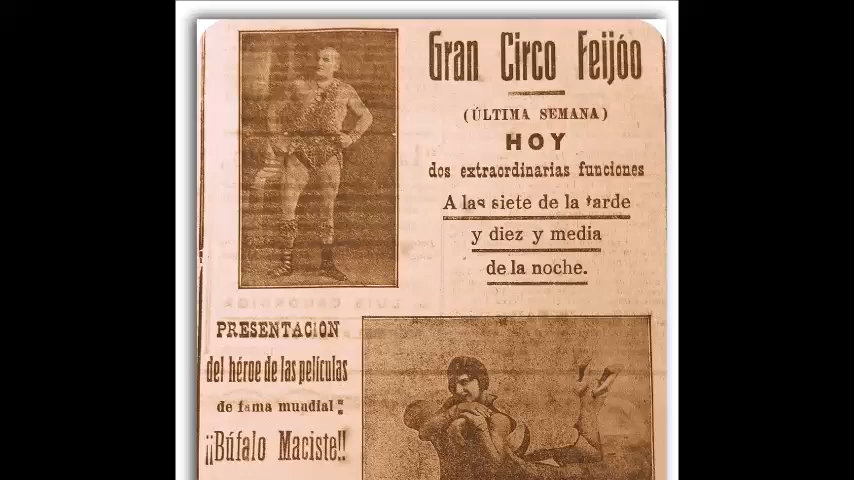 Gran Circo Feijóo
(ÚLTIMA SEMANA)
HOY
dos extraordinarias funciones
A las siete de la tarde
y diez y media
de la noche.
PRESENTACION
del héroe de las películas
de fama mundial:
¡¡Búfalo Maciste!!